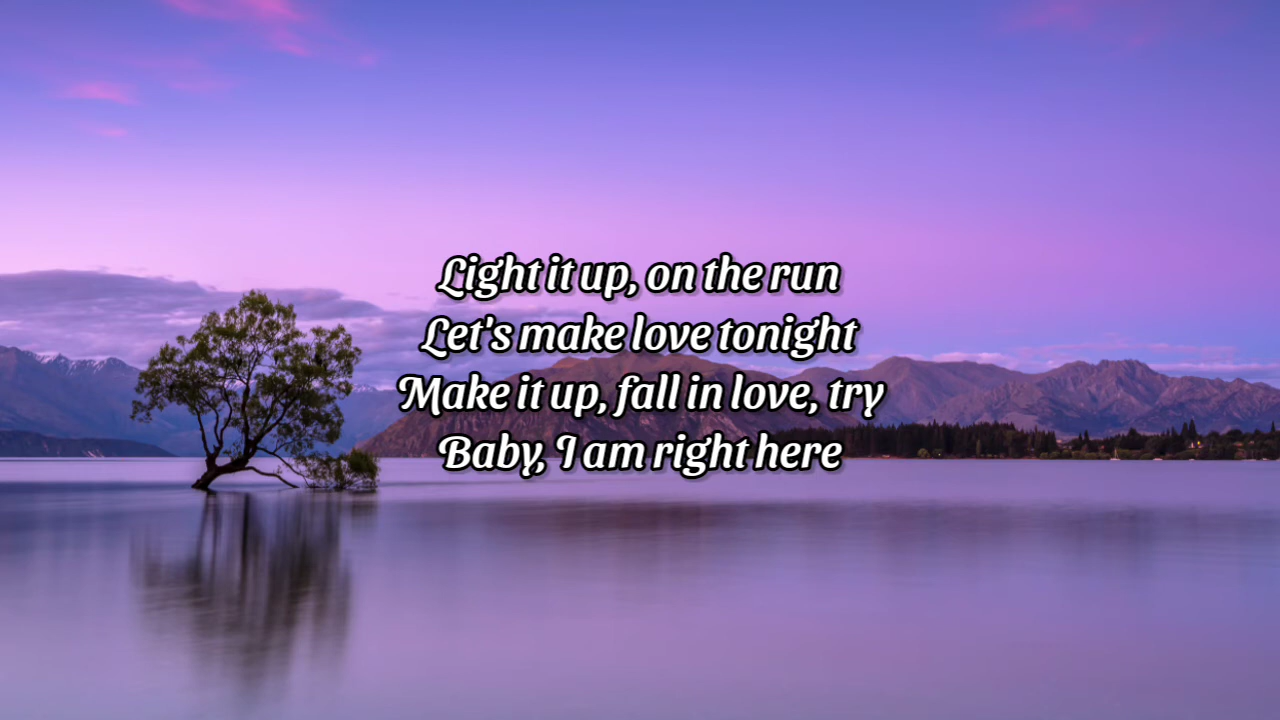 Light it up, on the run
Let's make love tonight
Make it up, fall in love, try
Baby, I am right here